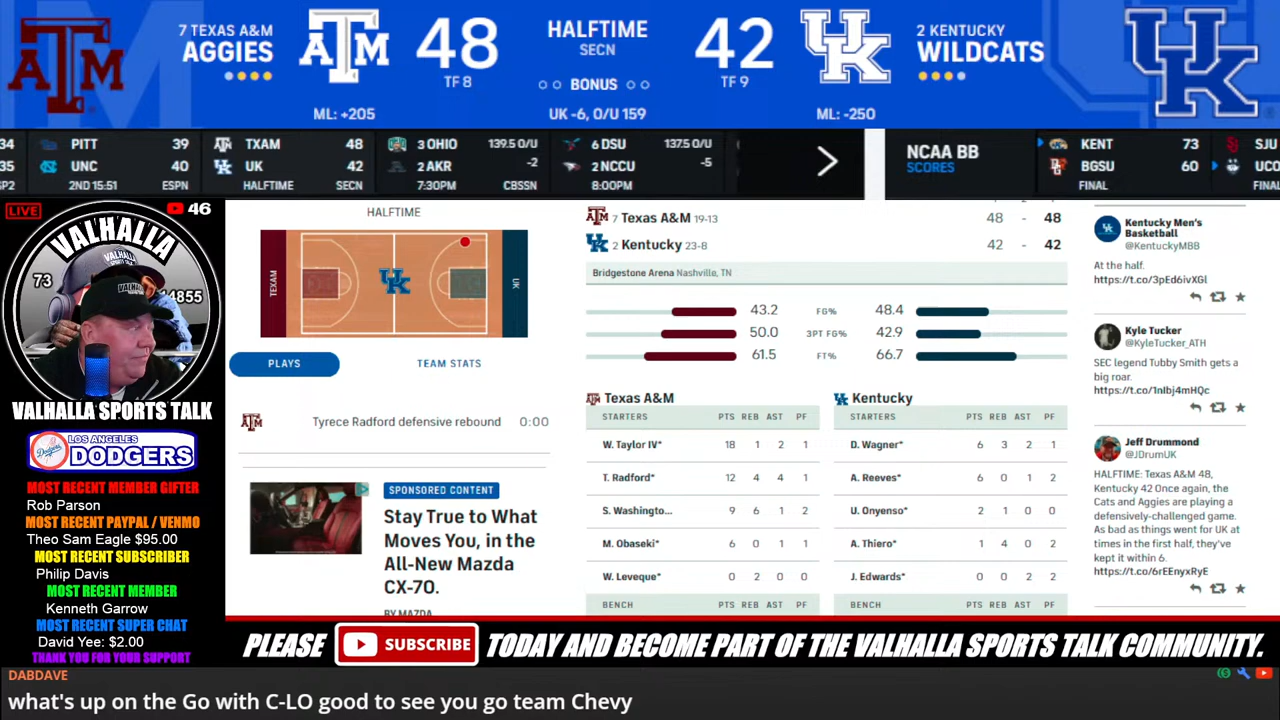 7 TEXAS A&M
AGGIES
48
TF 8
HALFTIME
SECN
BONUS
42
TF 9
2 KENTUCKY
WILDCATS
ML: +205
UK -6, O/U 159
ML: -250
34
35
SP2
PITT 39
UNC 40
2ND 15:51 ESPN
TXAM 48
UK 42
HALFTIME SECN
3 OHIO 139.5 O/U
2 AKR -2
7:30PM CBSSN
6 DSU 137.5 O/U
2 NCCU -5
8:00PM
NCAA BB
SCORES
KENT 73
BGSU 60
FINAL
SJU
UCO
FINAL
LIVE
46
VALHALLA
73
14855
VALHALLA SPORTS TALK
LOS ANGELES
DODGERS
MOST RECENT MEMBER GIFTER
Rob Parson
MOST RECENT PAYPAL / VENMO
Theo Sam Eagle $95.00
MOST RECENT SUBSCRIBER
Philip Davis
MOST RECENT MEMBER
Kenneth Garrow
MOST RECENT SUPER CHAT
David Yee: $2.00
THANK YOU FOR YOUR SUPPORT
HALFTIME
TEXAM
UK
PLAYS
TEAM STATS
Tyrece Radford defensive rebound 0:00
SPONSORED CONTENT
Stay True to What
Moves You, in the
All-New Mazda
CX-70.
BY MAZDA
7 Texas A&M 19-13 48 - 48
2 Kentucky 23-8 42 - 42
Bridgestone Arena Nashville, TN
43.2 FG% 48.4
50.0 3PT FG% 42.9
61.5 FT% 66.7
Texas A&M
STARTERS PTS REB AST PF
W. Taylor IV* 18 1 2 1
T. Radford* 12 4 4 1
S. Washingto... 9 6 1 2
M. Obaseki* 6 0 1 1
W. Leveque* 0 2 0 0
BENCH PTS REB AST PF
Kentucky
STARTERS PTS REB AST PF
D. Wagner* 6 3 2 1
A. Reeves* 6 0 1 2
U. Onyenso* 2 1 0 0
A. Thiero* 1 4 0 2
J. Edwards* 0 0 2 2
BENCH PTS REB AST PF
Kentucky Men's
Basketball
@KentuckyMBB
At the half.
https://t.co/3pEd6ivXGl
Kyle Tucker
@KyleTucker_ATH
SEC legend Tubby Smith gets a
big roar.
https://t.co/1nIbj4mHQc
Jeff Drummond
@JDrumUK
HALFTIME: Texas A&M 48,
Kentucky 42 Once again, the
Cats and Aggies are playing a
defensively-challenged game.
As bad as things went for UK at
times in the first half, they've
kept it within 6.
https://t.co/6rEEnyxRyE
PLEASE SUBSCRIBE TODAY AND BECOME PART OF THE VALHALLA SPORTS TALK COMMUNITY.
DABDAVE
what's up on the Go with C-LO good to see you go team Chevy